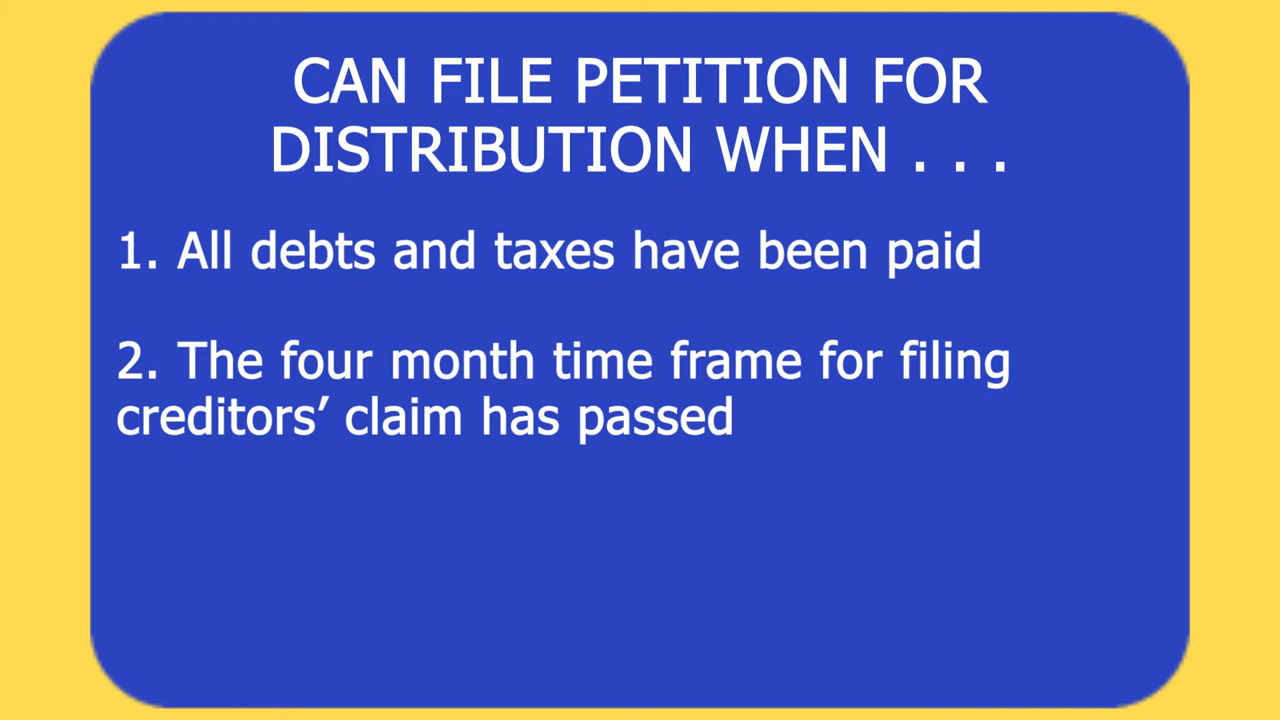 CAN FILE PETITION FOR
DISTRIBUTION WHEN . . .
1. All debts and taxes have been paid
2. The four month time frame for filing
creditors’ claim has passed